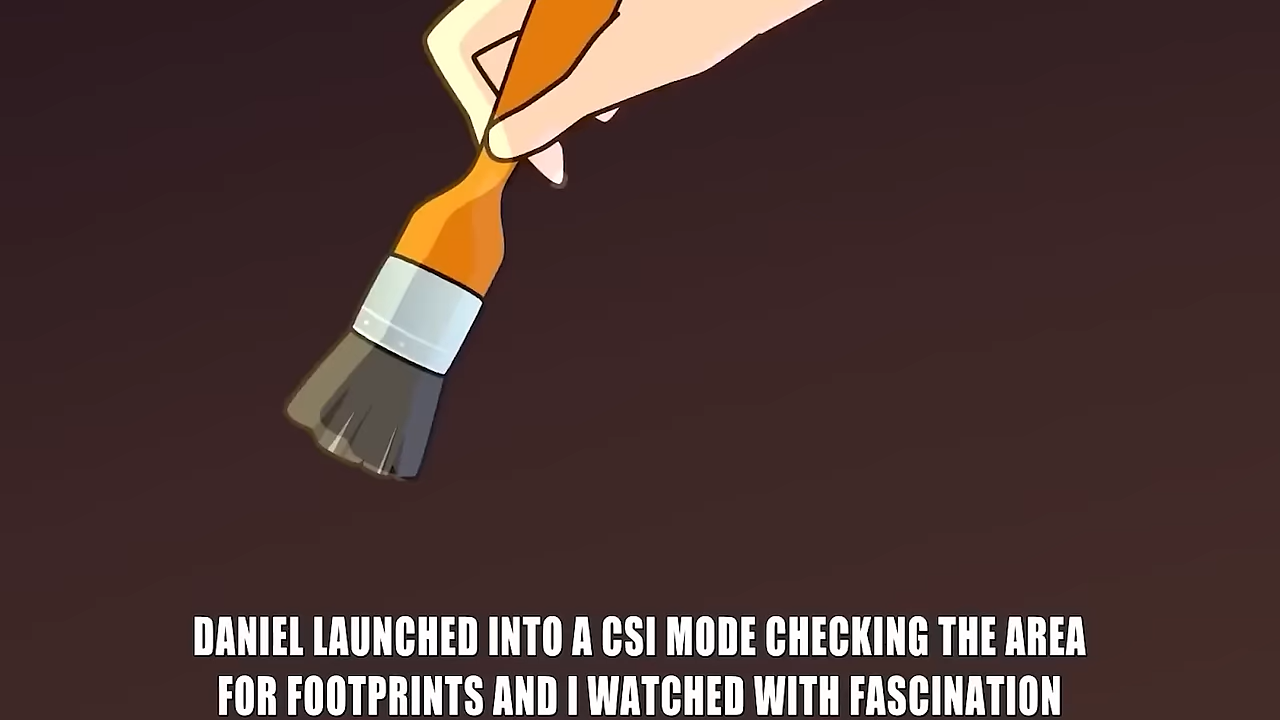 DANIEL LAUNCHED INTO A CSI MODE CHECKING THE AREA
FOR FOOTPRINTS AND I WATCHED WITH FASCINATION